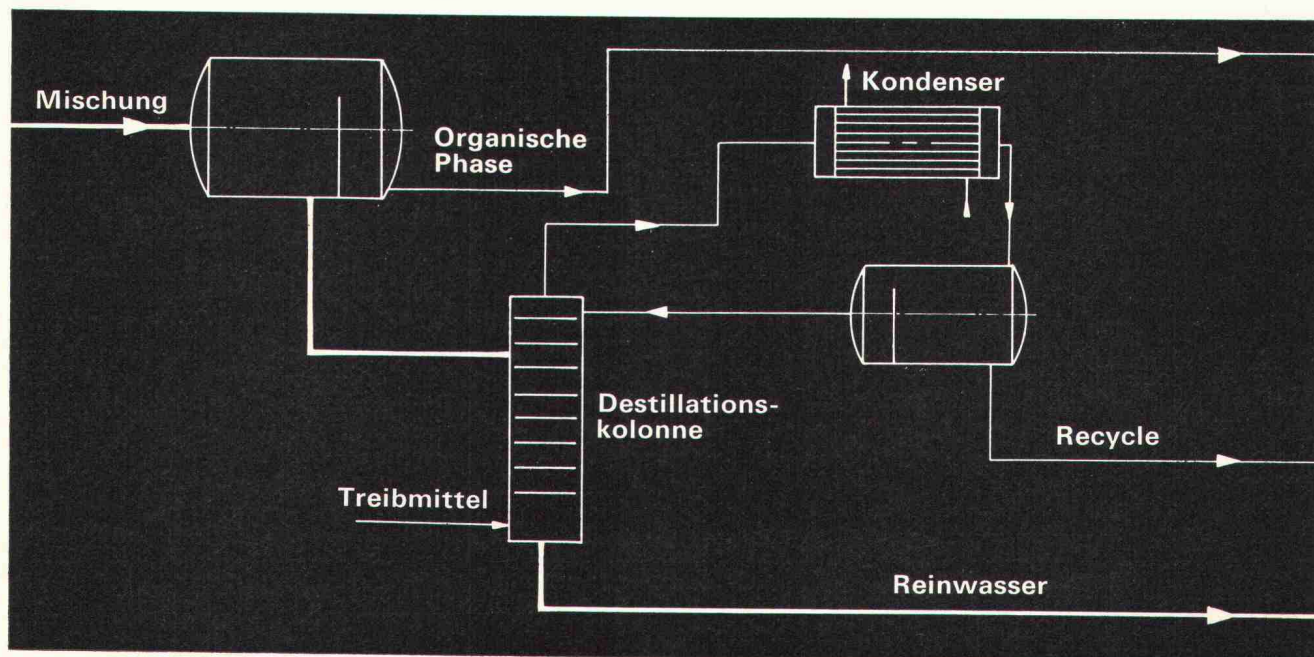 Mischung
Organische
Phase
Kondenser
Destillations-
kolonne
Recycle
Treibmittel
Reinwasser